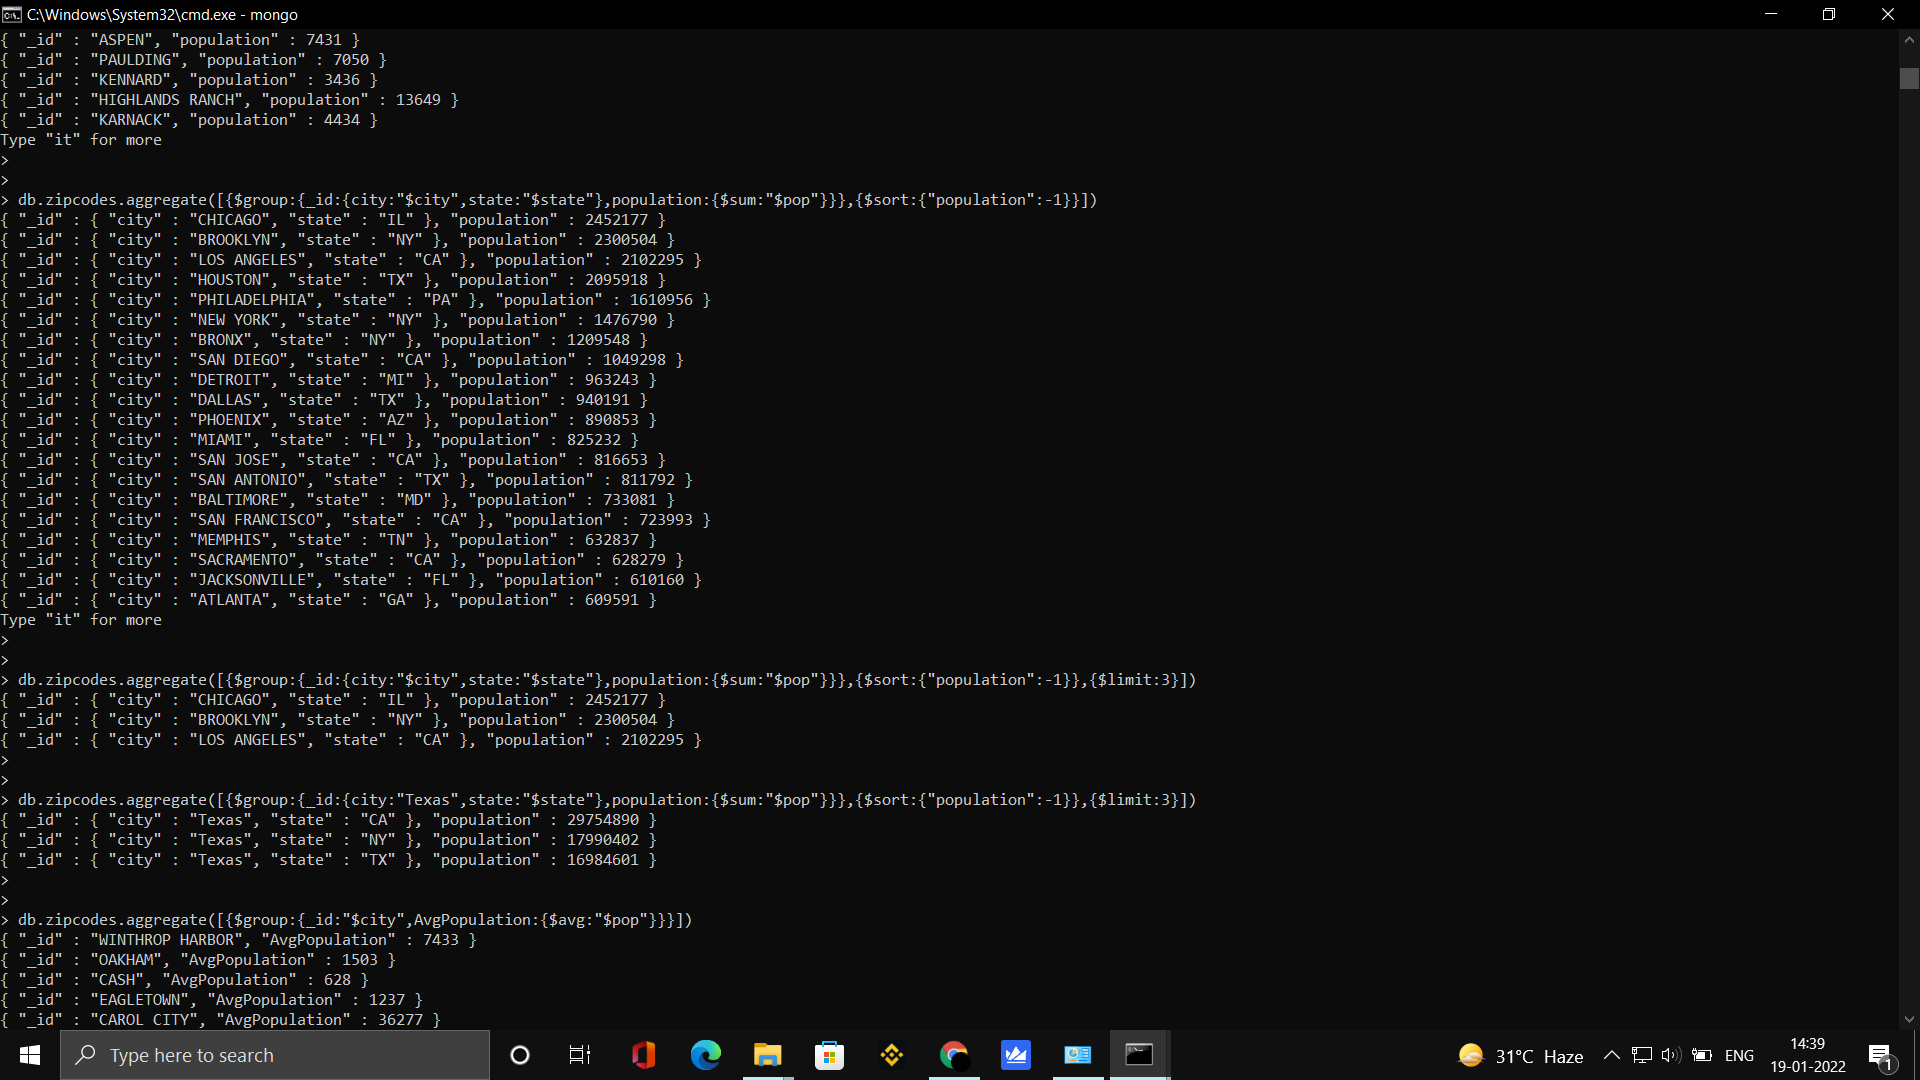 C:\Windows\System32\cmd.exe - mongo
{ "_id" : "ASPEN", "population" : 7431 }
{ "_id" : "PAULDING", "population" : 7050 }
{ "_id" : "KENNARD", "population" : 3436 }
{ "_id" : "HIGHLANDS RANCH", "population" : 13649 }
{ "_id" : "KARNACK", "population" : 4434 }
Type "it" for more
>
>
> db.zipcodes.aggregate([{$group:{_id:{city:"$city",state:"$state"},population:{$sum:"$pop"}}},{$sort:{"population":-1}}])
{ "_id" : { "city" : "CHICAGO", "state" : "IL" }, "population" : 2452177 }
{ "_id" : { "city" : "BROOKLYN", "state" : "NY" }, "population" : 2300504 }
{ "_id" : { "city" : "LOS ANGELES", "state" : "CA" }, "population" : 2102295 }
{ "_id" : { "city" : "HOUSTON", "state" : "TX" }, "population" : 2095918 }
{ "_id" : { "city" : "PHILADELPHIA", "state" : "PA" }, "population" : 1610956 }
{ "_id" : { "city" : "NEW YORK", "state" : "NY" }, "population" : 1476790 }
{ "_id" : { "city" : "BRONX", "state" : "NY" }, "population" : 1209548 }
{ "_id" : { "city" : "SAN DIEGO", "state" : "CA" }, "population" : 1049298 }
{ "_id" : { "city" : "DETROIT", "state" : "MI" }, "population" : 963243 }
{ "_id" : { "city" : "DALLAS", "state" : "TX" }, "population" : 940191 }
{ "_id" : { "city" : "PHOENIX", "state" : "AZ" }, "population" : 890853 }
{ "_id" : { "city" : "MIAMI", "state" : "FL" }, "population" : 825232 }
{ "_id" : { "city" : "SAN JOSE", "state" : "CA" }, "population" : 816653 }
{ "_id" : { "city" : "SAN ANTONIO", "state" : "TX" }, "population" : 811792 }
{ "_id" : { "city" : "BALTIMORE", "state" : "MD" }, "population" : 733081 }
{ "_id" : { "city" : "SAN FRANCISCO", "state" : "CA" }, "population" : 723993 }
{ "_id" : { "city" : "MEMPHIS", "state" : "TN" }, "population" : 632837 }
{ "_id" : { "city" : "SACRAMENTO", "state" : "CA" }, "population" : 628279 }
{ "_id" : { "city" : "JACKSONVILLE", "state" : "FL" }, "population" : 610160 }
{ "_id" : { "city" : "ATLANTA", "state" : "GA" }, "population" : 609591 }
Type "it" for more
>
>
> db.zipcodes.aggregate([{$group:{_id:{city:"$city",state:"$state"},population:{$sum:"$pop"}}},{$sort:{"population":-1}},{$limit:3}])
{ "_id" : { "city" : "CHICAGO", "state" : "IL" }, "population" : 2452177 }
{ "_id" : { "city" : "BROOKLYN", "state" : "NY" }, "population" : 2300504 }
{ "_id" : { "city" : "LOS ANGELES", "state" : "CA" }, "population" : 2102295 }
>
>
> db.zipcodes.aggregate([{$group:{_id:{city:"Texas",state:"$state"},population:{$sum:"$pop"}}},{$sort:{"population":-1}},{$limit:3}])
{ "_id" : { "city" : "Texas", "state" : "CA" }, "population" : 29754890 }
{ "_id" : { "city" : "Texas", "state" : "NY" }, "population" : 17990402 }
{ "_id" : { "city" : "Texas", "state" : "TX" }, "population" : 16984601 }
>
>
> db.zipcodes.aggregate([{$group:{_id:"$city",AvgPopulation:{$avg:"$pop"}}}])
{ "_id" : "WINTHROP HARBOR", "AvgPopulation" : 7433 }
{ "_id" : "OAKHAM", "AvgPopulation" : 1503 }
{ "_id" : "CASH", "AvgPopulation" : 628 }
{ "_id" : "EAGLETOWN", "AvgPopulation" : 1237 }
{ "_id" : "CAROL CITY", "AvgPopulation" : 36277 }
Type here to search
31°C Haze
ENG
14:39
19-01-2022
1